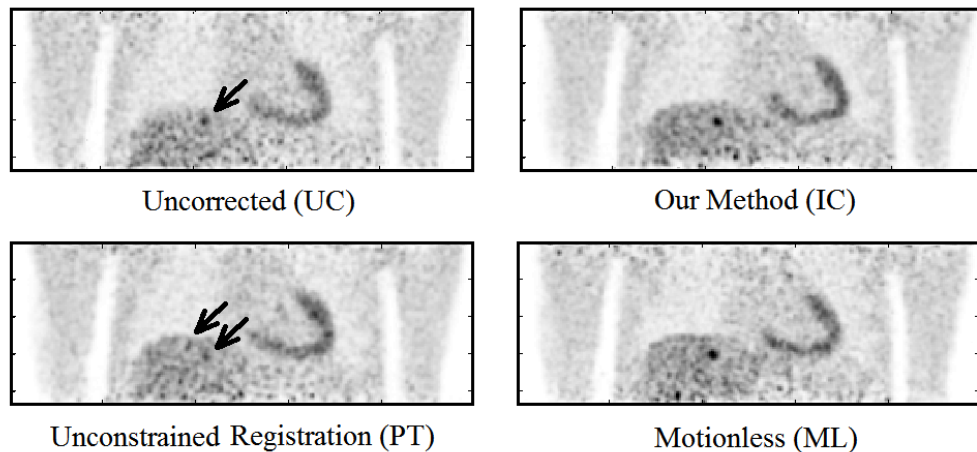 Uncorrected (UC)
Our Method (IC)
Unconstrained Registration (PT)
Motionless (ML)